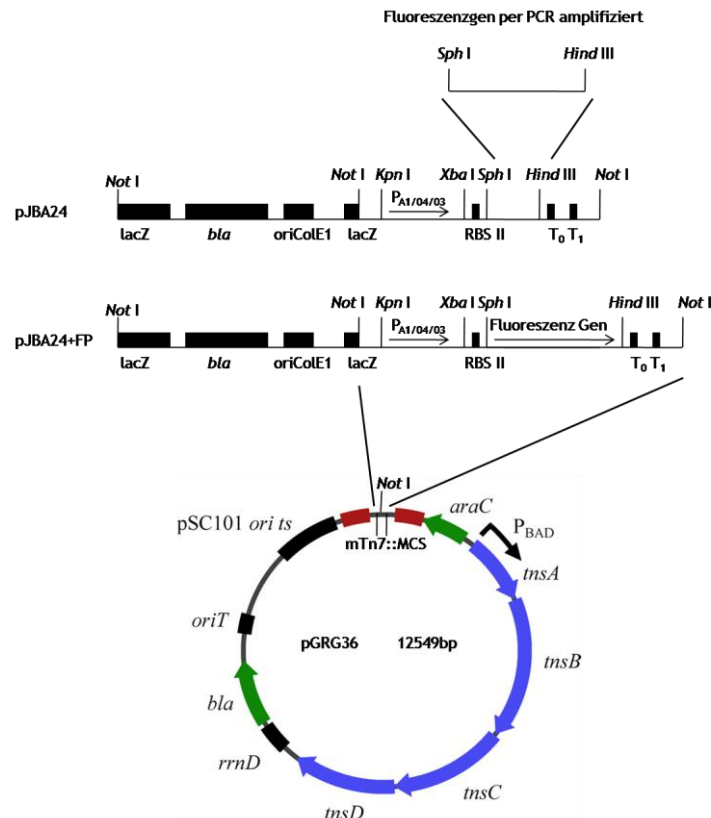 Fluoreszenzgen per PCR amplifiziert
Sph I Hind III
Not I Not I Kpn I Xba I Sph I Hind III Not I
pJBA24 P_A1/04/03
lacZ bla oriColE1 lacZ RBS II T₀ T₁
Not I Not I Kpn I Xba I Sph I Hind III Not I
pJBA24+FP P_A1/04/03 Fluoreszenz Gen
lacZ bla oriColE1 lacZ RBS II T₀ T₁
Not I
pSC101 ori ts araC P_BAD
mTn7::MCS
tnsA
oriT
pGRG36 12549bp
tnsB
bla
rrnD
tnsC
tnsD